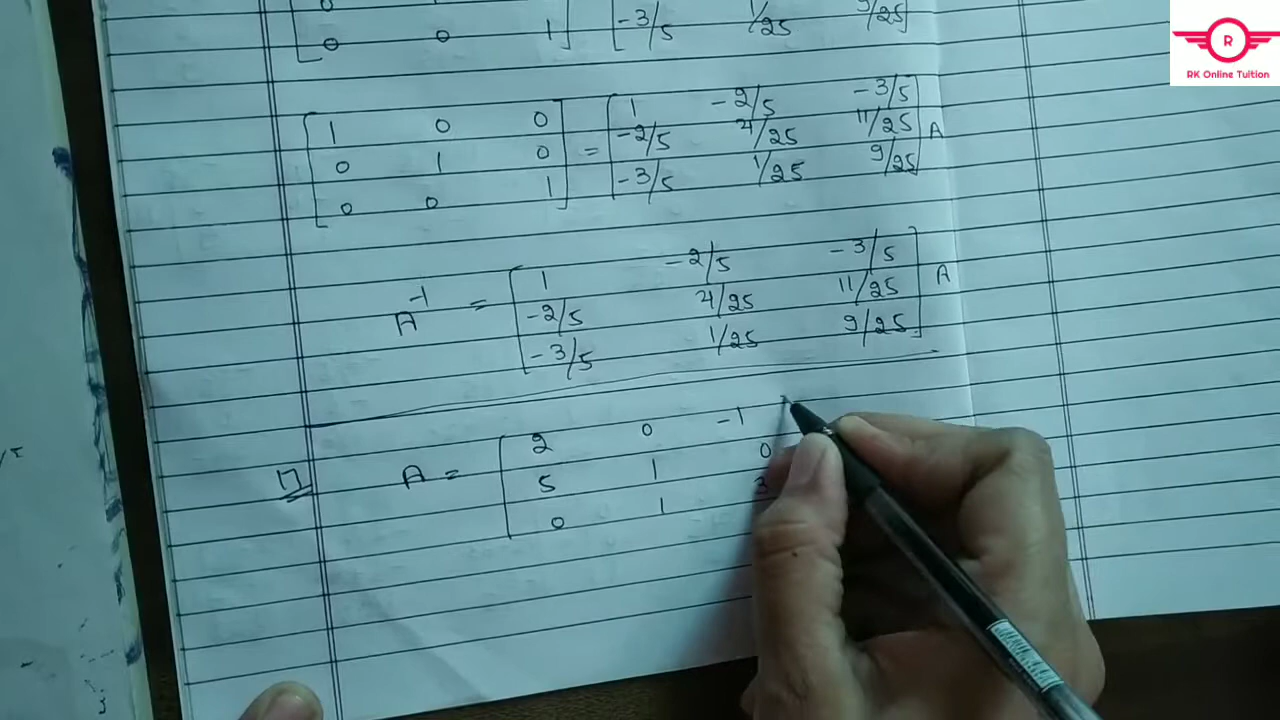 R
RK Online Tuition
0 0 1 -3/5 1/25 9/25
1 0 0 1 -2/5 -3/5
0 1 0 = -2/5 4/25 11/25 A
0 0 1 -3/5 1/25 9/25
A⁻¹ = 1 -2/5 -3/5 A
-2/5 4/25 11/25
-3/5 1/25 9/25
17 A = 2 0 -1
5 1 0
0 1 3